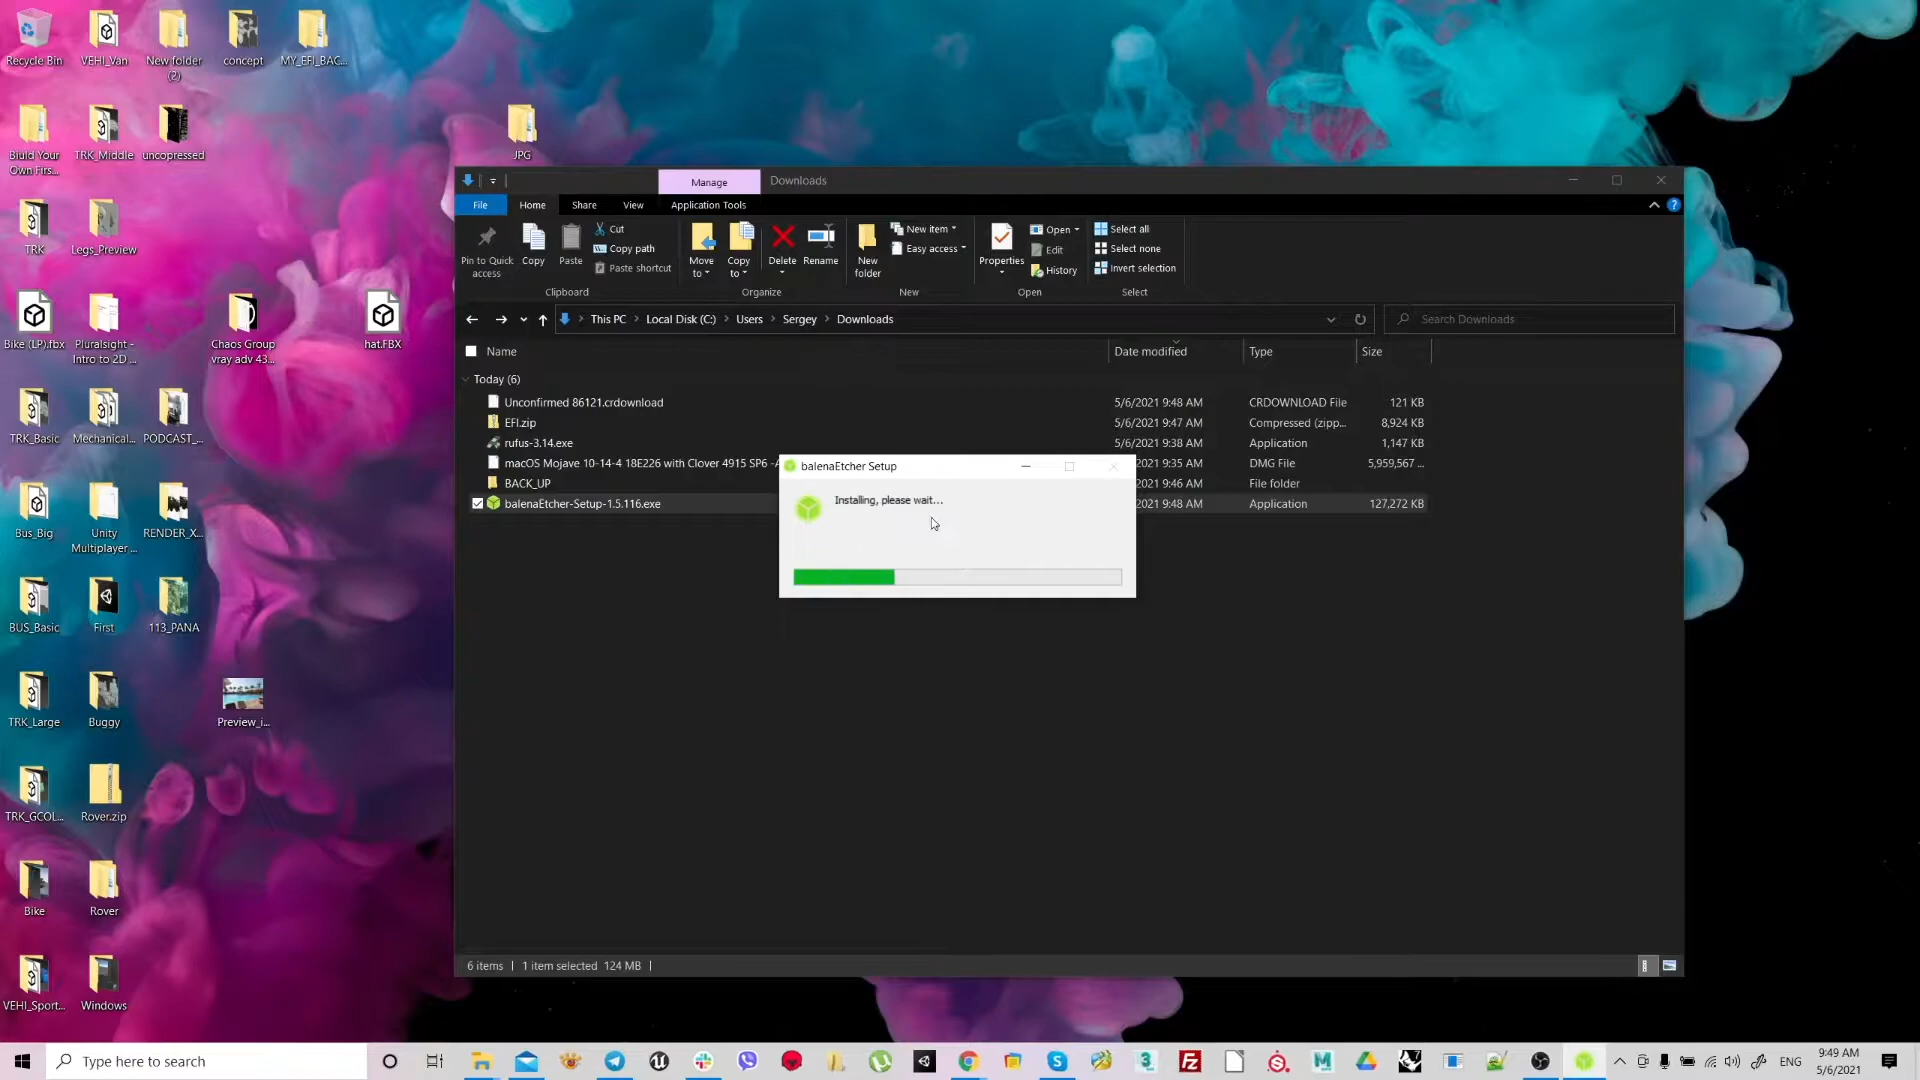 Recycle Bin
VEHI_Van
New folder
(2)
concept
MY_EFI_BAC...
Biuld Your
Own Firs...
TRK_Middle
uncopressed
JPG
TRK
Legs_Preview
Bike (LP).fbx
Pluralsight -
Intro to 2D ...
Chaos Group
vray adv 43...
hat.FBX
TRK_Basic
Mechanical...
PODCAST_...
Bus_Big
Unity
Multiplayer ...
RENDER_X...
BUS_Basic
First
113_PANA
TRK_Large
Buggy
Preview_i...
TRK_GCOL...
Rover.zip
Bike
Rover
VEHI_Sport...
Windows
Manage
Downloads
File
Home
Share
View
Application Tools
Pin to Quick
access
Copy
Paste
Cut
Copy path
Paste shortcut
Clipboard
Move
to
Copy
to
Delete
Rename
Organize
New
folder
New item
Easy access
New
Properties
Open
Edit
History
Open
Select all
Select none
Invert selection
Select
This PC
Local Disk (C:)
Users
Sergey
Downloads
Search Downloads
Name
Date modified
Type
Size
Today (6)
Unconfirmed 86121.crdownload 5/6/2021 9:48 AM CRDOWNLOAD File 121 KB
EFI.zip 5/6/2021 9:47 AM Compressed (zipp... 8,924 KB
rufus-3.14.exe 5/6/2021 9:38 AM Application 1,147 KB
macOS Mojave 10-14-4 18E226 with Clover 4915 SP6 9:35 AM DMG File 5,959,567 ...
BACK_UP 9:46 AM File folder
balenaEtcher-Setup-1.5.116.exe 9:48 AM Application 127,272 KB
balenaEtcher Setup
Installing, please wait...
6 items
1 item selected 124 MB
Type here to search
ENG
9:49 AM
5/6/2021